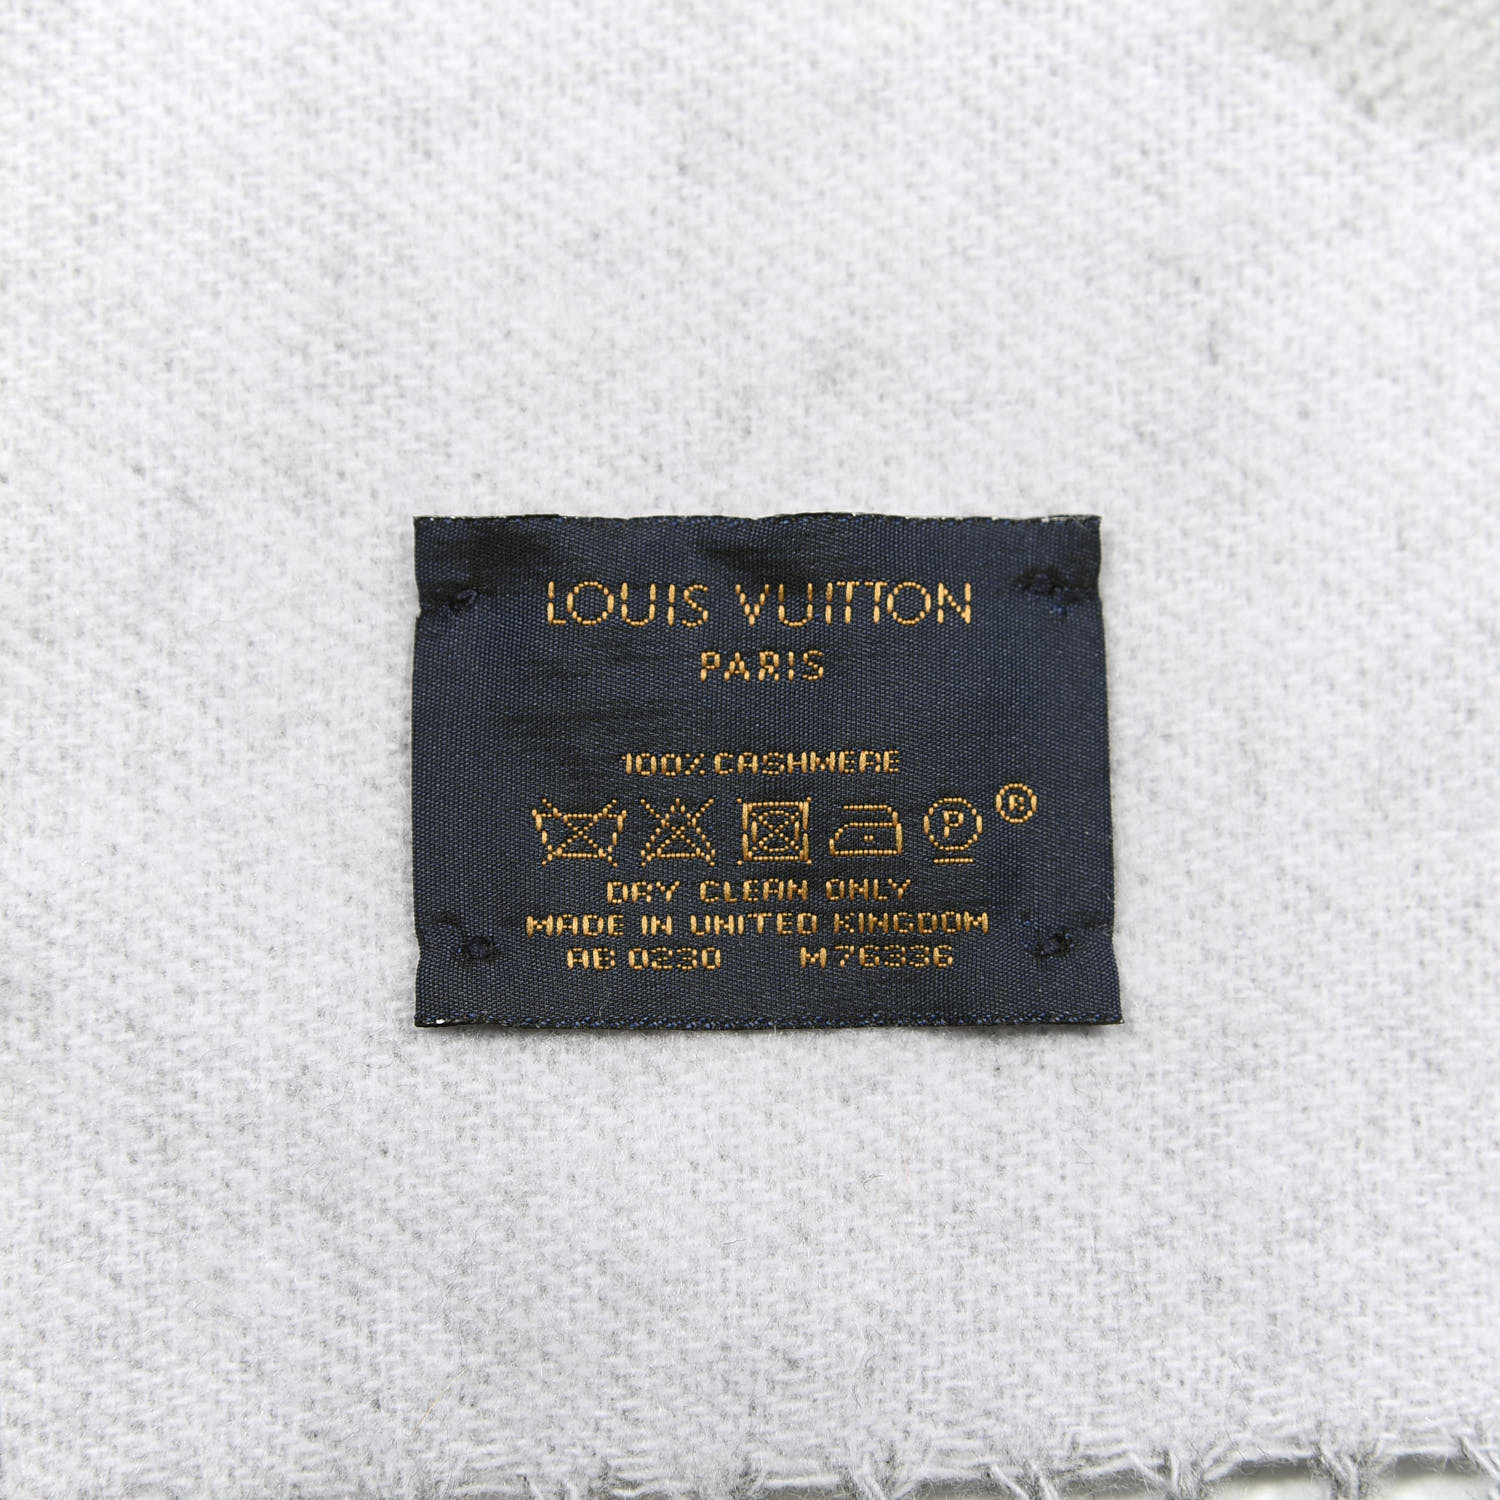 LOUIS VUITTON
PARIS
100% CASHMERE
P ®
DRY CLEAN ONLY
MADE IN UNITED KINGDOM
AB 0230 M76336